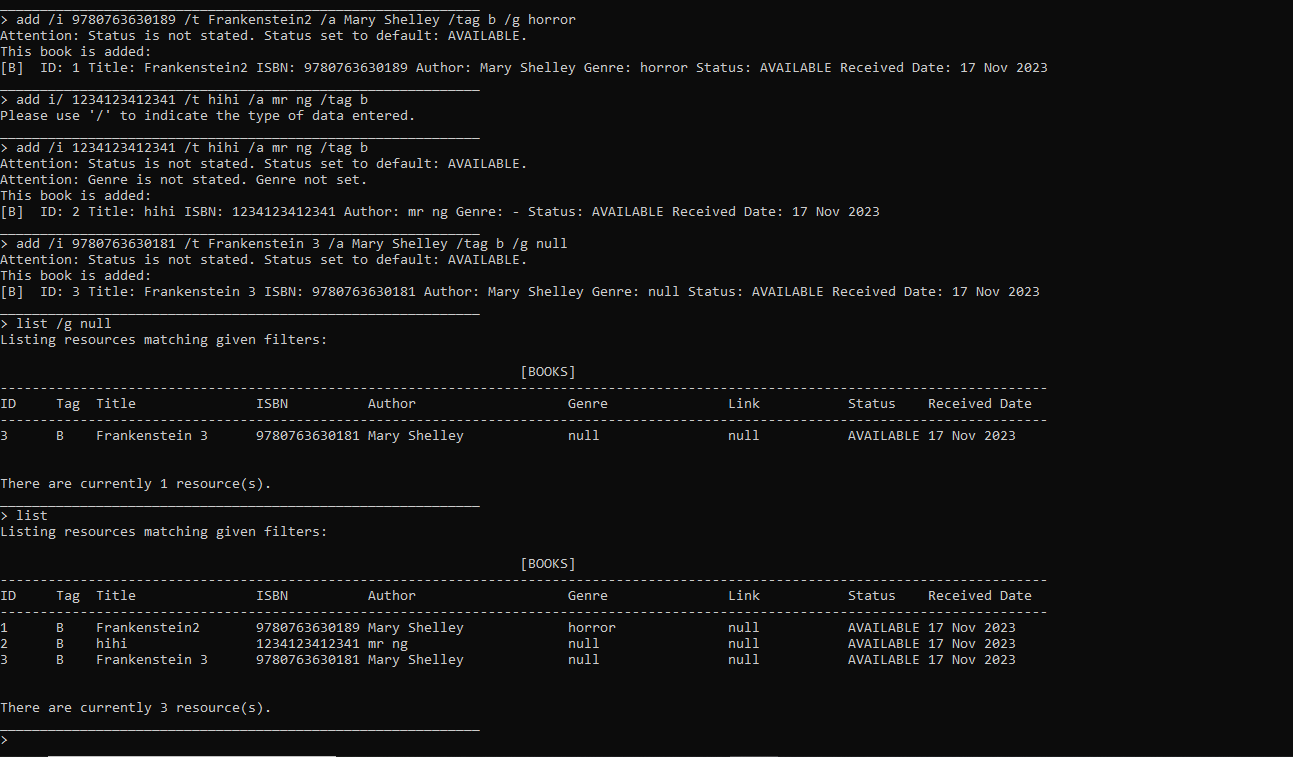 ____________________________________________________________
> add /i 9780763630189 /t Frankenstein2 /a Mary Shelley /tag b /g horror
Attention: Status is not stated. Status set to default: AVAILABLE.
This book is added:
[B]  ID: 1 Title: Frankenstein2 ISBN: 9780763630189 Author: Mary Shelley Genre: horror Status: AVAILABLE Received Date: 17 Nov 2023
____________________________________________________________
> add i/ 1234123412341 /t hihi /a mr ng /tag b
Please use '/' to indicate the type of data entered.
____________________________________________________________
> add /i 1234123412341 /t hihi /a mr ng /tag b
Attention: Status is not stated. Status set to default: AVAILABLE.
Attention: Genre is not stated. Genre not set.
This book is added:
[B]  ID: 2 Title: hihi ISBN: 1234123412341 Author: mr ng Genre: - Status: AVAILABLE Received Date: 17 Nov 2023
____________________________________________________________
> add /i 9780763630181 /t Frankenstein 3 /a Mary Shelley /tag b /g null
Attention: Status is not stated. Status set to default: AVAILABLE.
This book is added:
[B]  ID: 3 Title: Frankenstein 3 ISBN: 9780763630181 Author: Mary Shelley Genre: null Status: AVAILABLE Received Date: 17 Nov 2023
____________________________________________________________
> list /g null
Listing resources matching given filters:
[BOOKS]
-----------------------------------------------------------------------------------------------------------------------------------
ID     Tag  Title               ISBN          Author                   Genre               Link           Status    Received Date
-----------------------------------------------------------------------------------------------------------------------------------
3      B    Frankenstein 3      9780763630181 Mary Shelley             null                null           AVAILABLE 17 Nov 2023
There are currently 1 resource(s).
____________________________________________________________
> list
Listing resources matching given filters:
[BOOKS]
-----------------------------------------------------------------------------------------------------------------------------------
ID     Tag  Title               ISBN          Author                   Genre               Link           Status    Received Date
-----------------------------------------------------------------------------------------------------------------------------------
1      B    Frankenstein2       9780763630189 Mary Shelley             horror              null           AVAILABLE 17 Nov 2023
2      B    hihi                1234123412341 mr ng                    null                null           AVAILABLE 17 Nov 2023
3      B    Frankenstein 3      9780763630181 Mary Shelley             null                null           AVAILABLE 17 Nov 2023
There are currently 3 resource(s).
____________________________________________________________
>